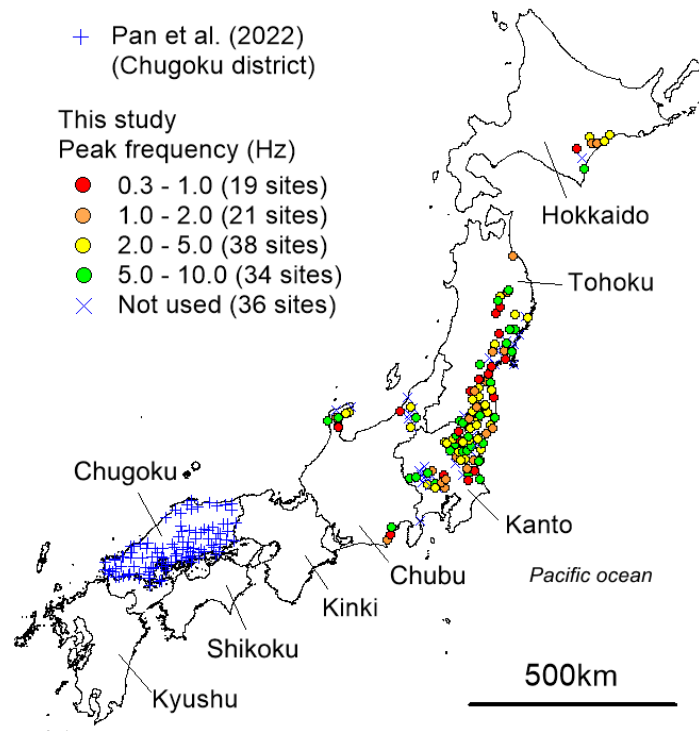 Pan et al. (2022)
(Chugoku district)
This study
Peak frequency (Hz)
0.3 - 1.0 (19 sites)
1.0 - 2.0 (21 sites)
2.0 - 5.0 (38 sites)
5.0 - 10.0 (34 sites)
Not used (36 sites)
Hokkaido
Tohoku
Chugoku
Kanto
Chubu
Pacific ocean
Kinki
Shikoku
500km
Kyushu